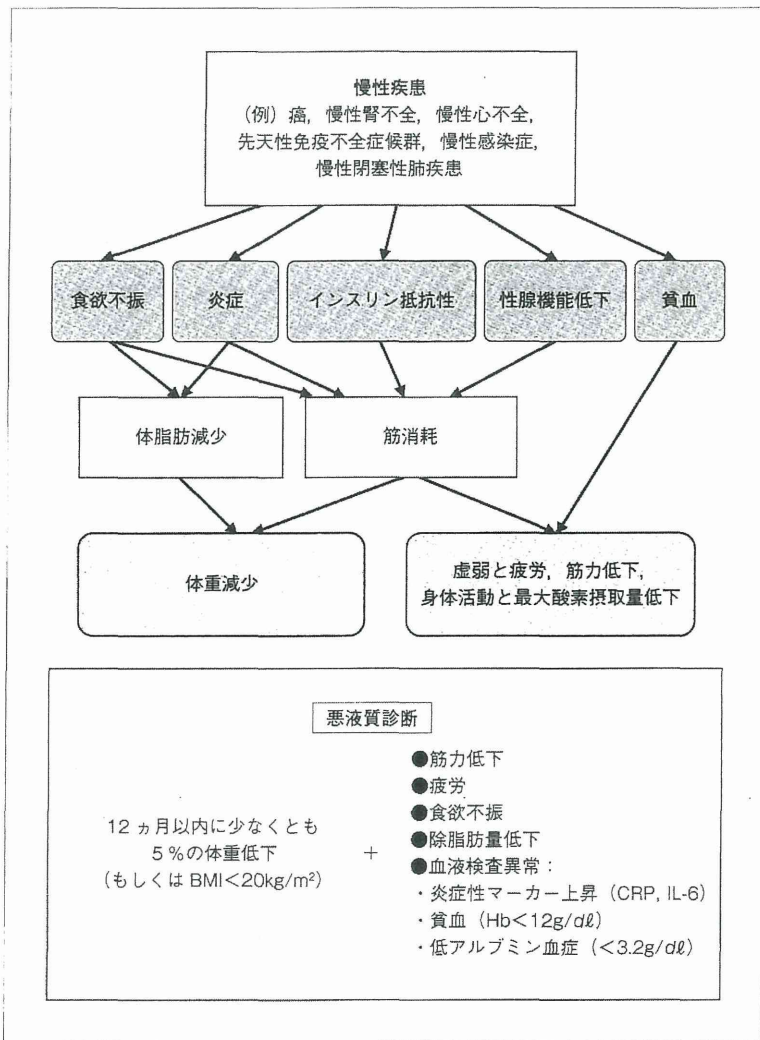 慢性疾患
(例) 癌, 慢性腎不全, 慢性心不全,
先天性免疫不全症候群, 慢性感染症,
慢性閉塞性肺疾患
食欲不振
炎症
インスリン抵抗性
性腺機能低下
貧血
体脂肪減少
筋消耗
体重減少
虚弱と疲労, 筋力低下,
身体活動と最大酸素摂取量低下
悪液質診断
12ヵ月以内に少なくとも
5%の体重低下
(もしくは BMI<20kg/m²)
+
●筋力低下
●疲労
●食欲不振
●除脂肪量低下
●血液検査異常:
・炎症性マーカー上昇 (CRP, IL-6)
・貧血 (Hb<12g/dℓ)
・低アルブミン血症 (<3.2g/dℓ)